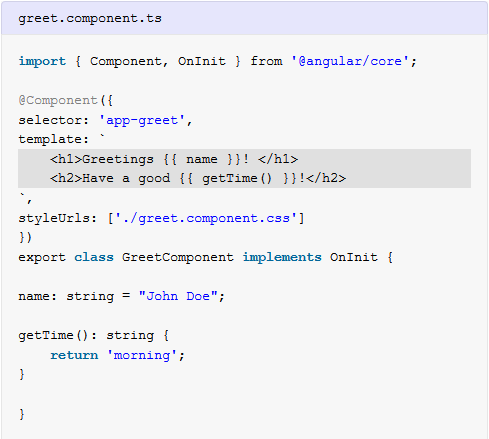 greet.component.ts
import { Component, OnInit } from '@angular/core';
@Component({
selector: 'app-greet',
template: `
<h1>Greetings {{ name }}! </h1>
<h2>Have a good {{ getTime() }}!</h2>
`,
styleUrls: ['./greet.component.css']
})
export class GreetComponent implements OnInit {
name: string = "John Doe";
getTime(): string {
return 'morning';
}
}